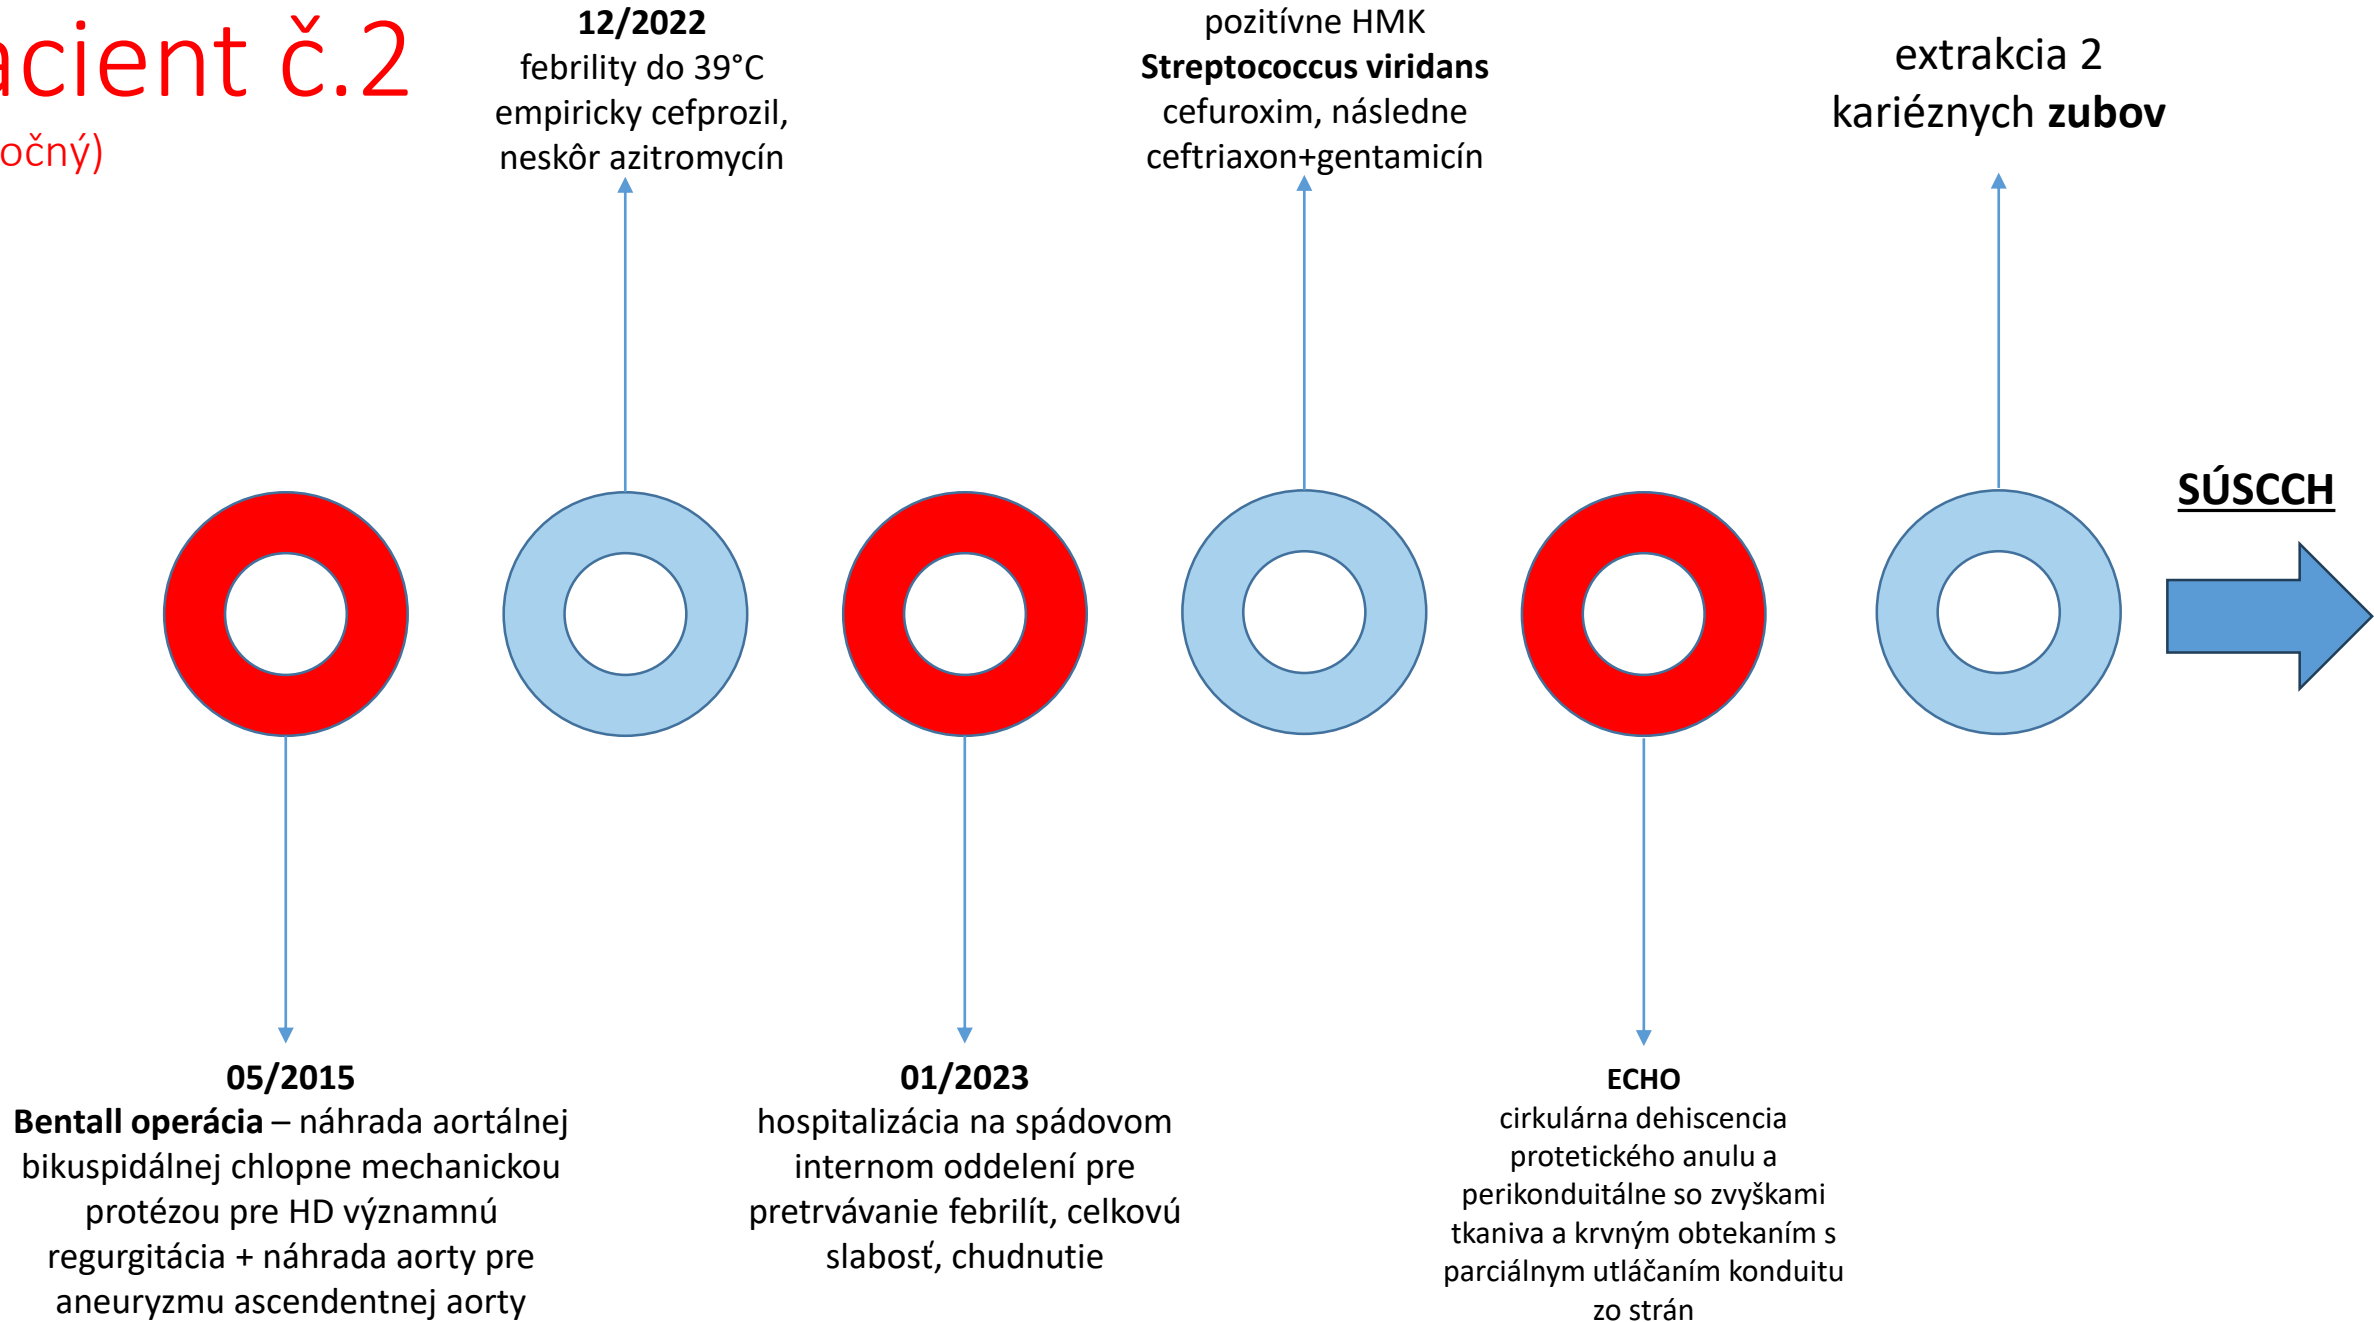 acient č.2
očný)
12/2022
febrility do 39°C
empiricky cefprozil,
neskôr azitromycín
pozitívne HMK
Streptococcus viridans
cefuroxim, následne
ceftriaxon+gentamicín
extrakcia 2
kariéznych zubov
SÚSCCH
05/2015
Bentall operácia – náhrada aortálnej
bikuspidálnej chlopne mechanickou
protézou pre HD významnú
regurgitácia + náhrada aorty pre
aneuryzmu ascendentnej aorty
01/2023
hospitalizácia na spádovom
internom oddelení pre
pretrvávanie febrilít, celkovú
slabosť, chudnutie
ECHO
cirkulárna dehiscencia
protetického anulu a
perikonduitálne so zvyškami
tkaniva a krvným obtekaním s
parciálnym utláčaním konduitu
zo strán